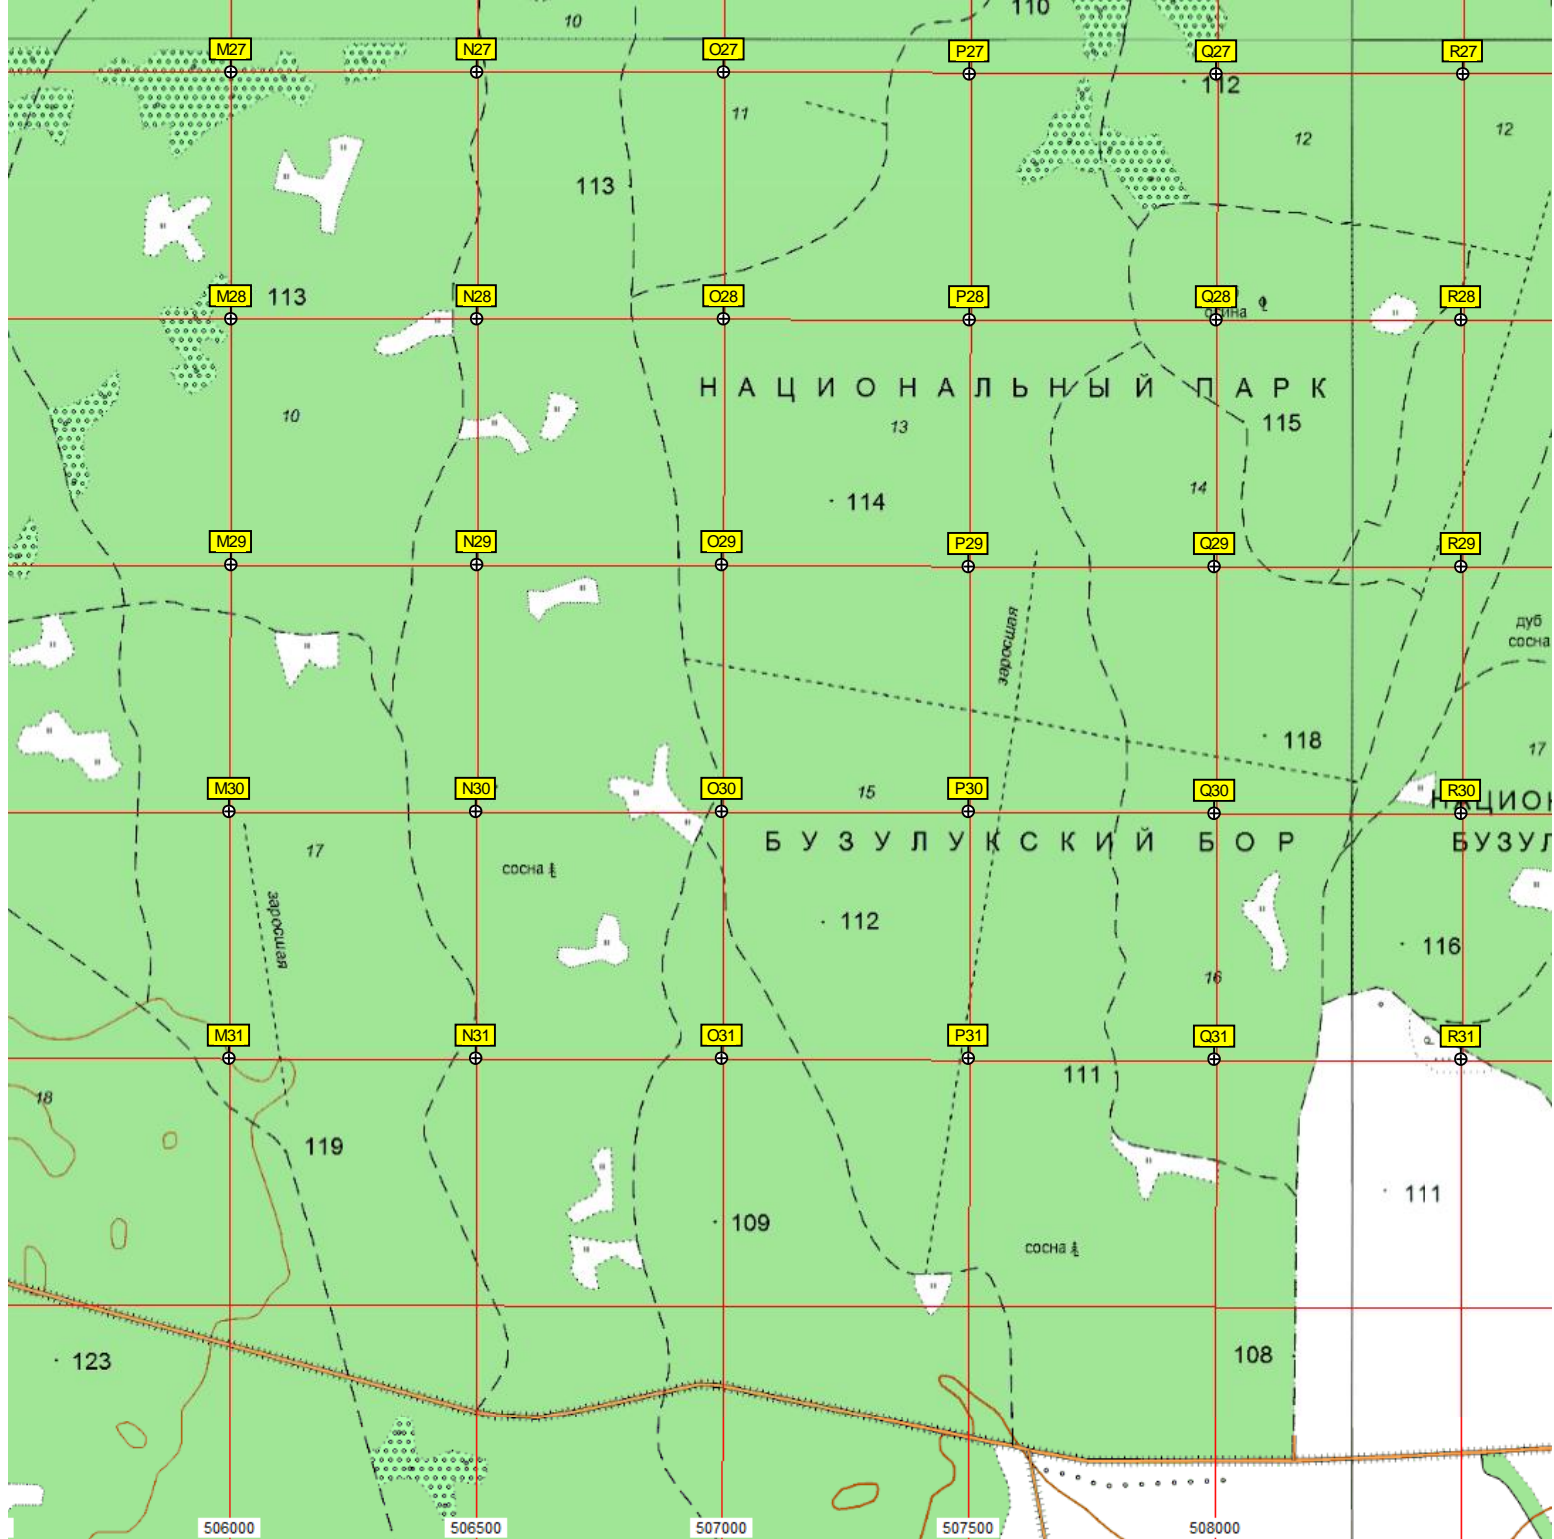 110
10
M27 N27 O27 P27 Q27 R27
112
11
12
12
113
113
M28 N28 O28 P28 Q28 R28
осина
НАЦИОНАЛЬНЫЙ ПАРК
10
13
115
14
114
M29 N29 O29 P29 Q29 R29
заросшая
дуб
сосна
118
17
M30 N30 O30 P30 Q30 R30
15
НАЦИОН
БУЗУЛУКСКИЙ БОР
БУЗУЛ
17
сосна
заросшая
112
116
16
M31 N31 O31 P31 Q31 R31
Р
111
18
119
111
109
сосна
108
123
506000 506500 507000 507500 508000